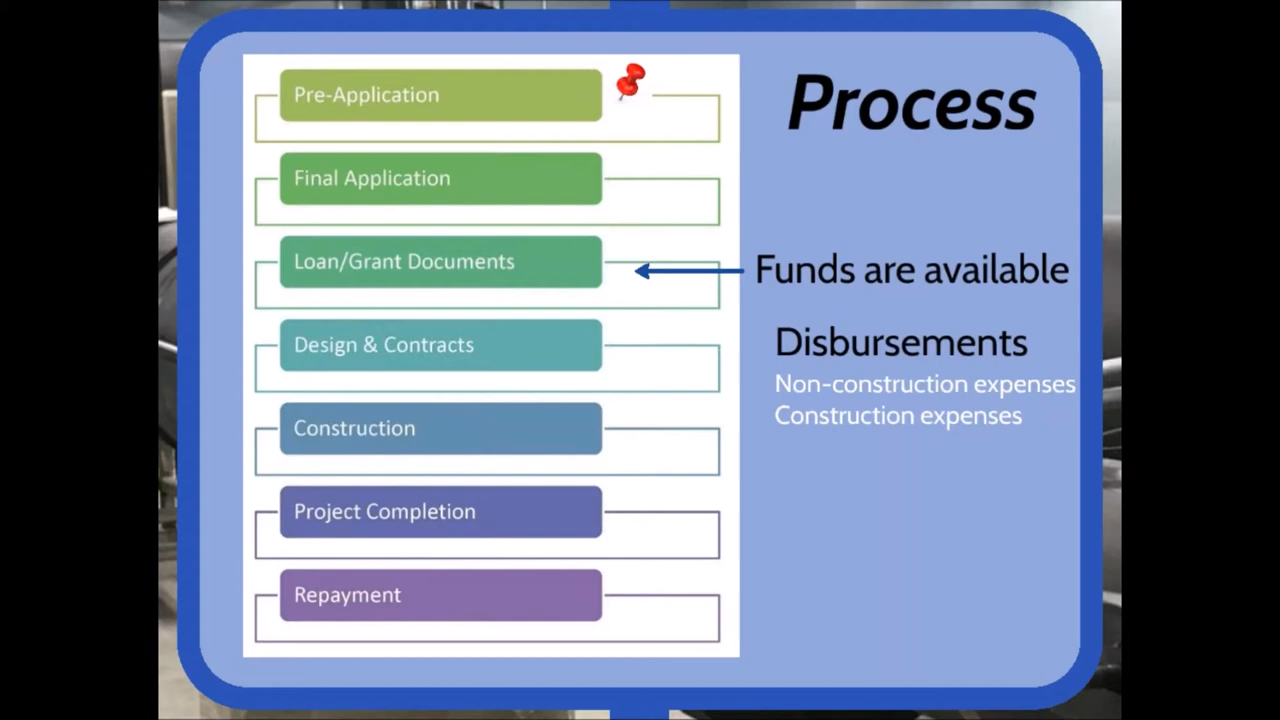 Process
Pre-Application
Final Application
Loan/Grant Documents
Design & Contracts
Construction
Project Completion
Repayment
Funds are available
Disbursements
Non-construction expenses
Construction expenses